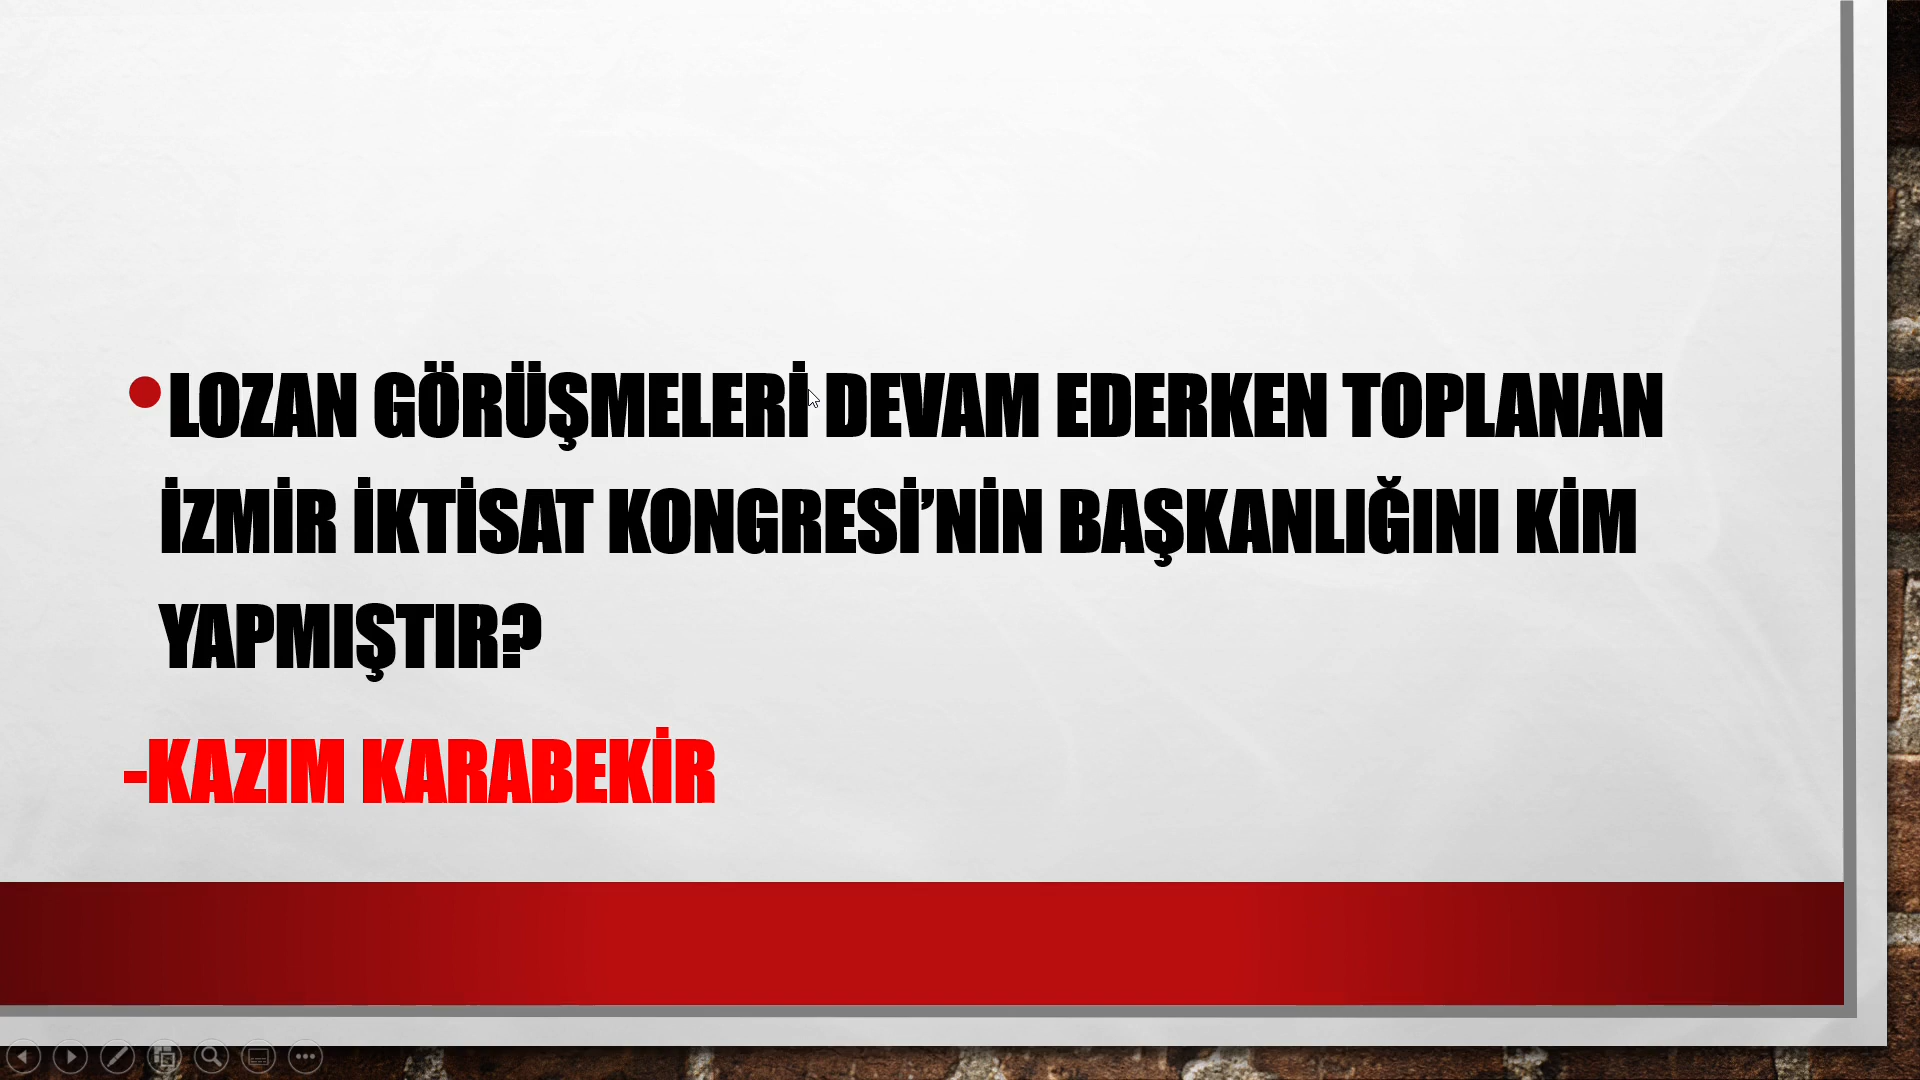 •LOZAN GÖRÜŞMELERİ DEVAM EDERKEN TOPLANAN
İZMİR İKTİSAT KONGRESİ’NİN BAŞKANLIĞINI KİM
YAPMIŞTIR?
-KAZIM KARABEKİR